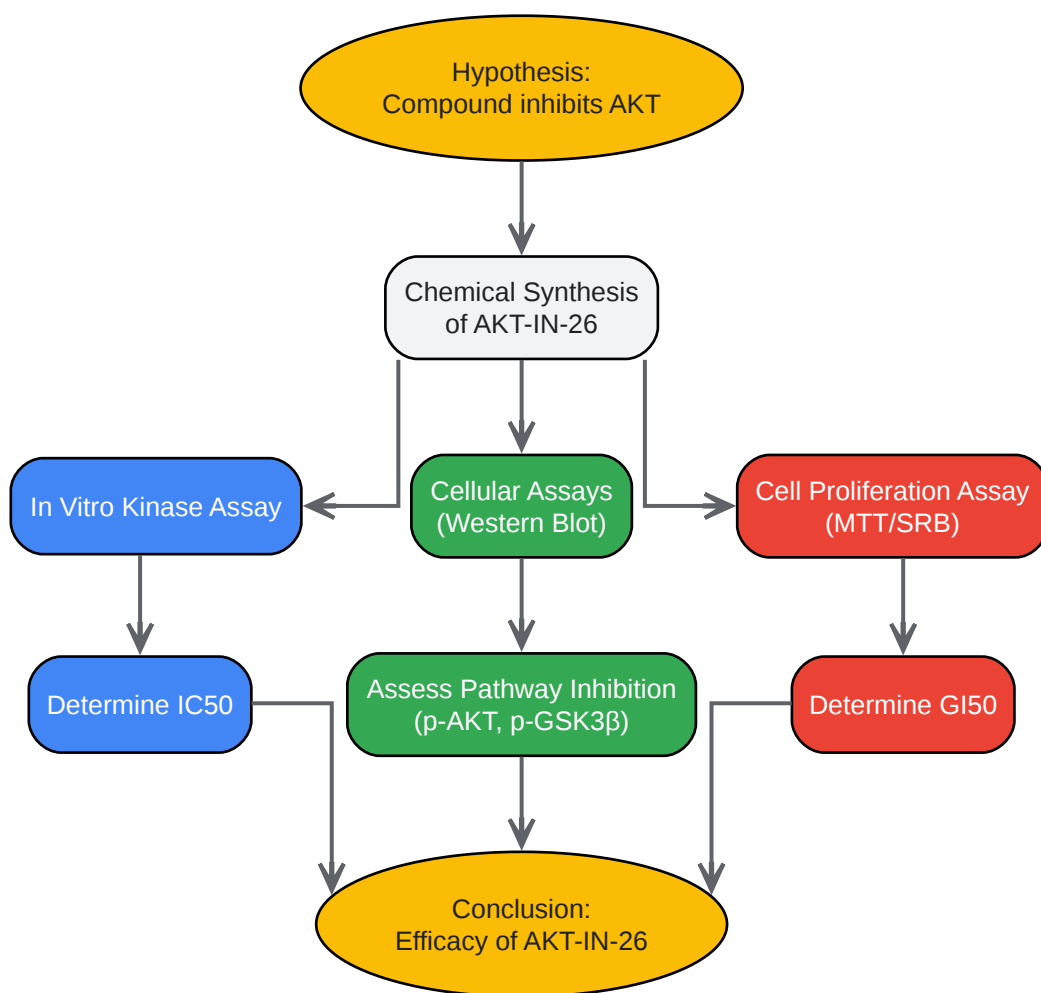 Hypothesis:
Compound inhibits AKT
Chemical Synthesis
of AKT-IN-26
In Vitro Kinase Assay
Cellular Assays
(Western Blot)
Cell Proliferation Assay
(MTT/SRB)
Determine IC50
Assess Pathway Inhibition
(p-AKT, p-GSK3β)
Determine GI50
Conclusion:
Efficacy of AKT-IN-26